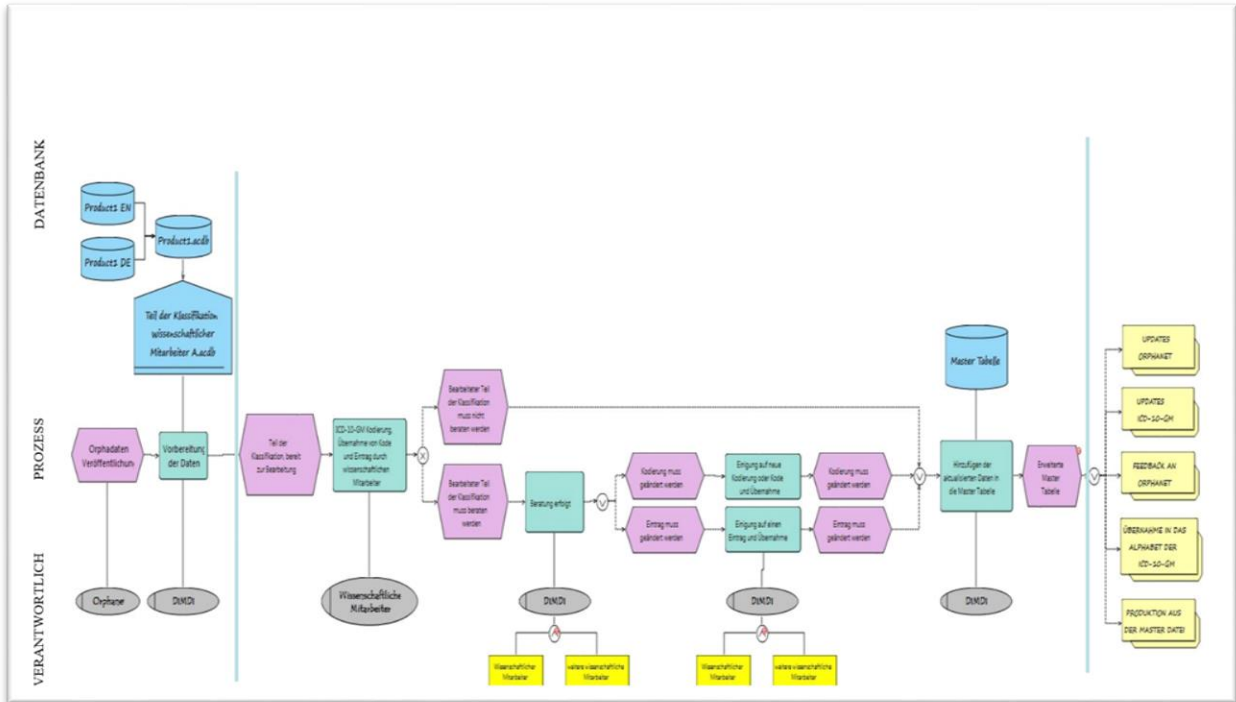 DATENBANK
Product1 EN
Product1 DE
Product1.acdb
Teil der Klassifikation
wissenschaftlicher
Mitarbeiter A.acdb
PROZESS
Orphadaten
Veröffentlichun
Vorbereitung
der Daten
Teil der
Klassifikation, bereit
zur Bearbeitung
ICD-10-GM Kodierung,
Übernahme von Kode
und Eintrag durch
wissenschaftlichen
Mitarbeiter
X
Bearbeiteter Teil
der Klassifikation
muss nicht
beraten werden
Bearbeiteter Teil
der Klassifikation
muss beraten
werden
Beratung erfolgt
V
Kodierung muss
geändert werden
Eintrag muss
geändert werden
Einigung auf neue
Kodierung oder Kode
und Übernahme
Einigung auf einen
Eintrag und Übernahme
Kodierung muss
geändert werden
Eintrag muss
geändert werden
V
Master Tabelle
Hinzufügen der
aktualisierten Daten in
die Master Tabelle
Erweiterte
Master
Tabelle
V
UPDATES
ORPHANET
UPDATES
ICD-10-GM
FEEDBACK AN
ORPHANET
ÜBERNAHME IN DAS
ALPHABET DER
ICD-10-GM
PRODUKTION AUS
DER MASTER DATEI
VERANTWORTLICH
Orphane
DIMDI
Wissenschaftliche
Mitarbeiter
DIMDI
Wissenschaftlicher
Mitarbeiter
weitere wissenschaftliche
Mitarbeiter
DIMDI
Wissenschaftlicher
Mitarbeiter
weitere wissenschaftliche
Mitarbeiter
DIMDI